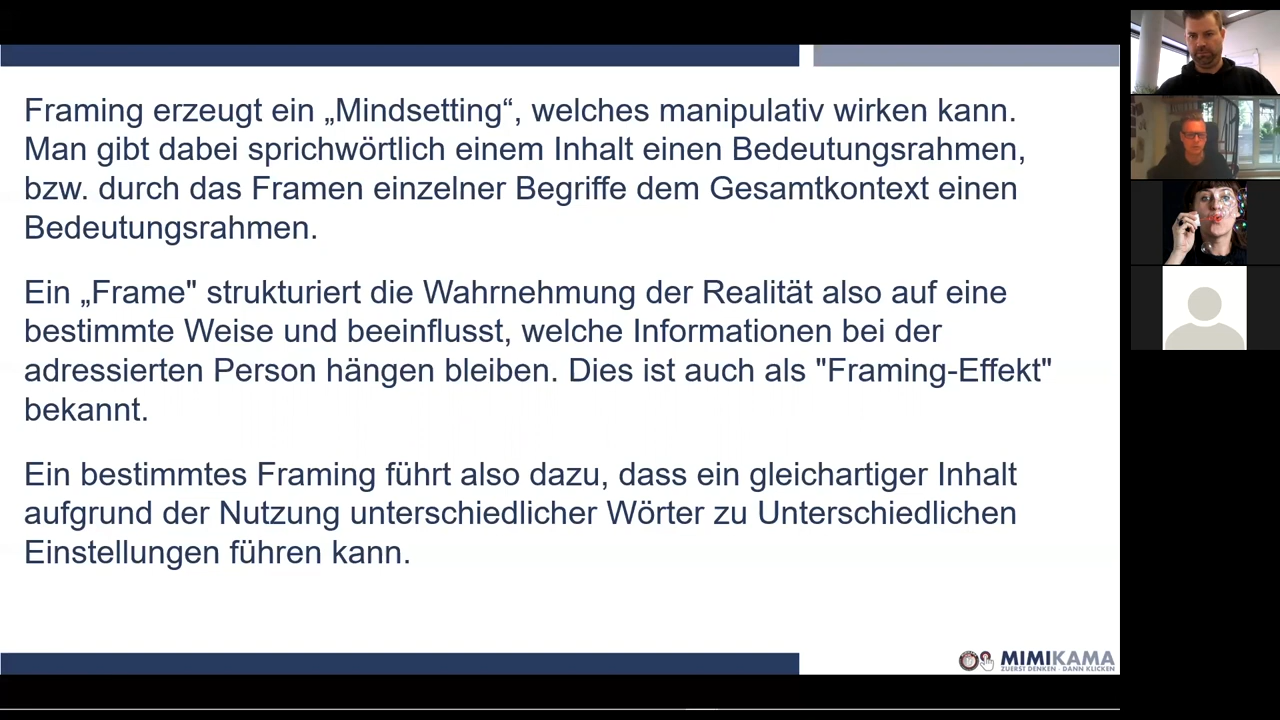 Framing erzeugt ein „Mindsetting“, welches manipulativ wirken kann.
Man gibt dabei sprichwörtlich einem Inhalt einen Bedeutungsrahmen,
bzw. durch das Framen einzelner Begriffe dem Gesamtkontext einen
Bedeutungsrahmen.
Ein „Frame" strukturiert die Wahrnehmung der Realität also auf eine
bestimmte Weise und beeinflusst, welche Informationen bei der
adressierten Person hängen bleiben. Dies ist auch als "Framing-Effekt"
bekannt.
Ein bestimmtes Framing führt also dazu, dass ein gleichartiger Inhalt
aufgrund der Nutzung unterschiedlicher Wörter zu Unterschiedlichen
Einstellungen führen kann.
MIMIKAMA
ZUERST DENKEN - DANN KLICKEN